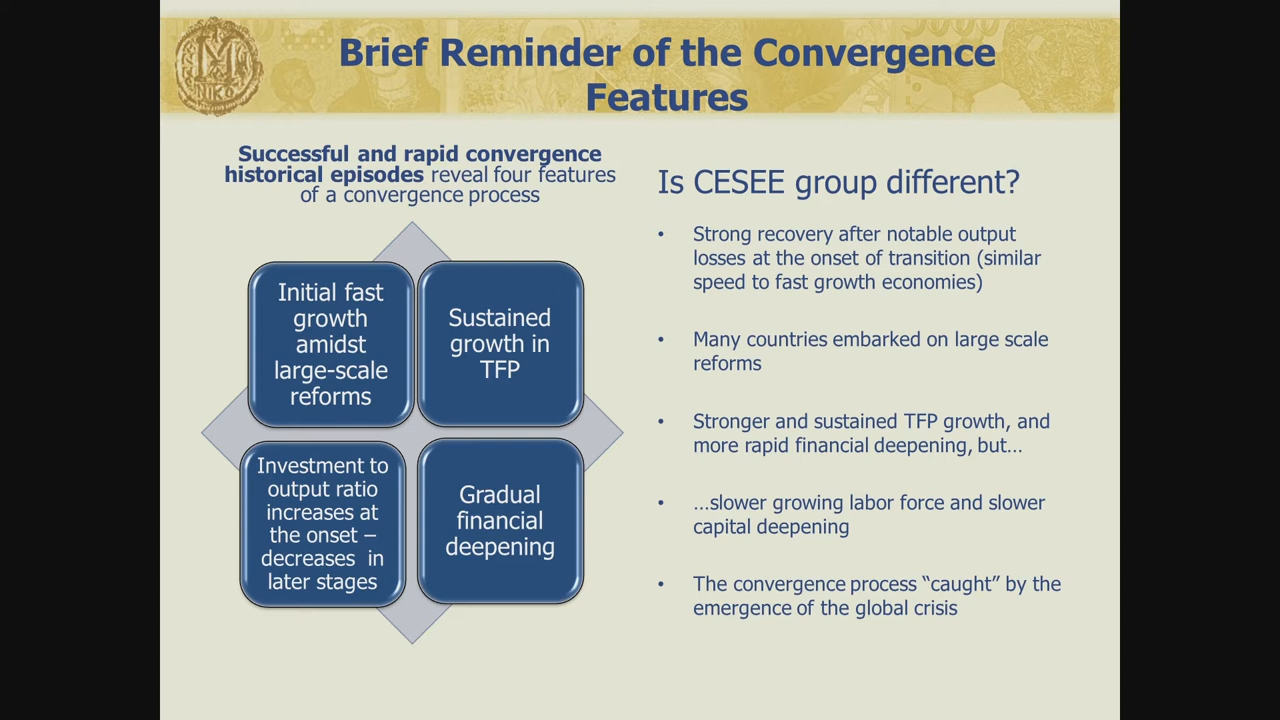 Brief Reminder of the Convergence
Features
Successful and rapid convergence
historical episodes reveal four features
of a convergence process
Initial fast
growth
amidst
large-scale
reforms
Sustained
growth in
TFP
Investment to
output ratio
increases at
the onset –
decreases in
later stages
Gradual
financial
deepening
Is CESEE group different?
• Strong recovery after notable output
losses at the onset of transition (similar
speed to fast growth economies)
• Many countries embarked on large scale
reforms
• Stronger and sustained TFP growth, and
more rapid financial deepening, but…
• …slower growing labor force and slower
capital deepening
• The convergence process “caught” by the
emergence of the global crisis